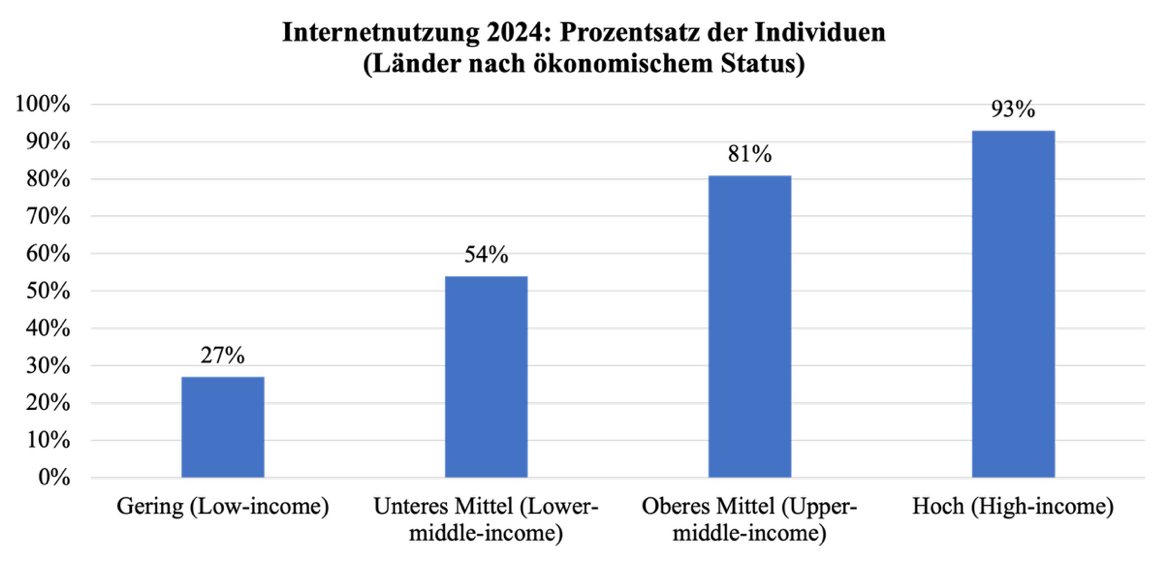 Internetnutzung 2024: Prozentsatz der Individuen
(Länder nach ökonomischem Status)
100%
90%
80%
70%
60%
50%
40%
30%
20%
10%
0%
27%
54%
81%
93%
Gering (Low-income)
Unteres Mittel (Lower-
middle-income)
Oberes Mittel (Upper-
middle-income)
Hoch (High-income)